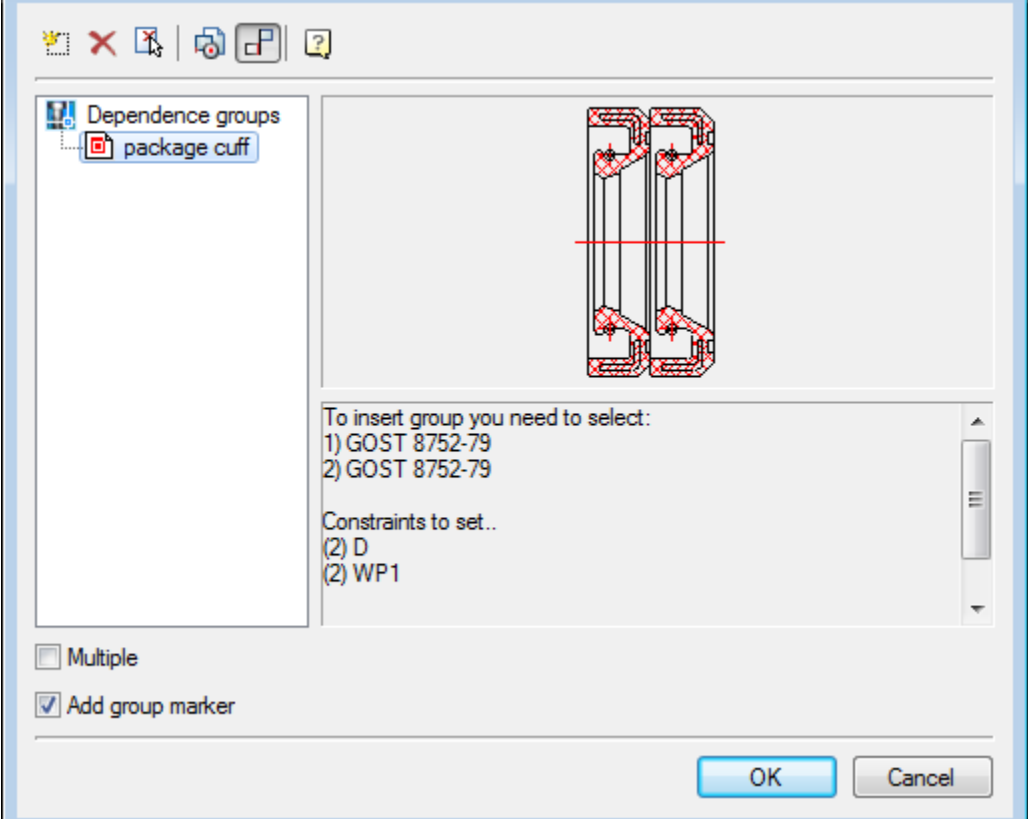 Dependence groups
package cuff
To insert group you need to select:
1) GOST 8752-79
2) GOST 8752-79
Constraints to set..
(2) D
(2) WP1
Multiple
Add group marker
OK
Cancel